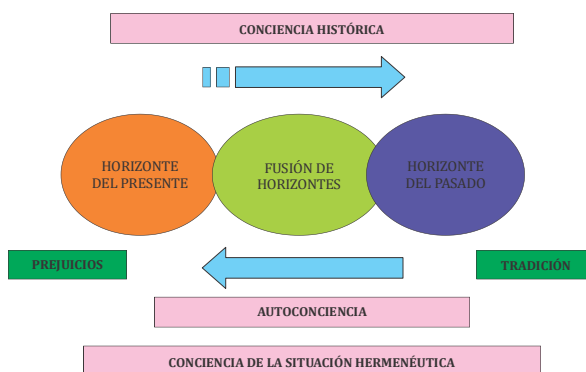 CONCIENCIA HISTÓRICA
HORIZONTE
DEL PRESENTE
FUSIÓN DE
HORIZONTES
HORIZONTE
DEL PASADO
PREJUICIOS
TRADICIÓN
AUTOCONCIENCIA
CONCIENCIA DE LA SITUACIÓN HERMENÉUTICA